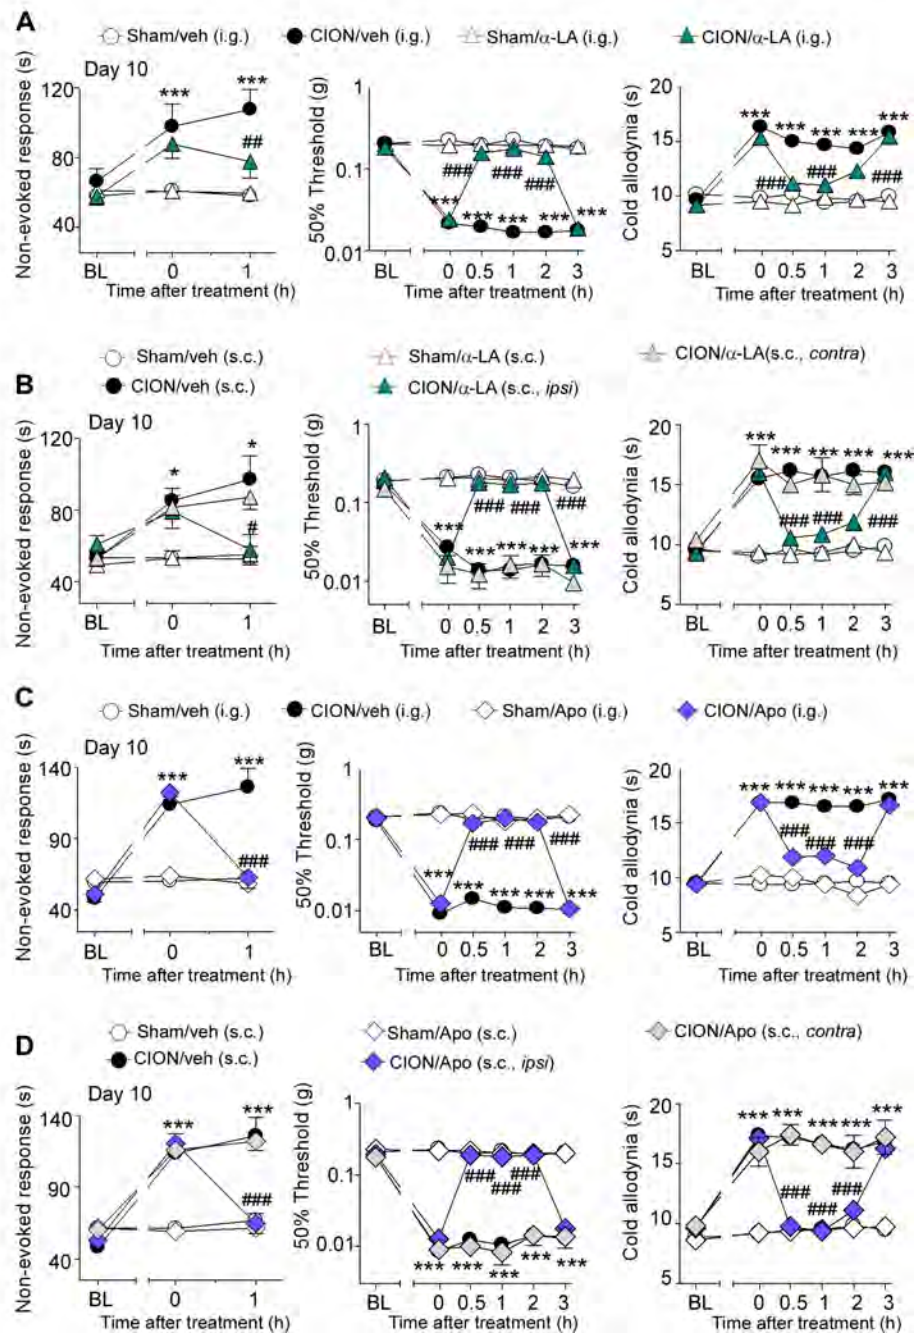 A
Sham/veh (i.g.) CION/veh (i.g.) Sham/α-LA (i.g.) CION/α-LA (i.g.)
Day 10
Non-evoked response (s)
120
80
40
*** ***
##
BL 0 1
Time after treatment (h)
50% Threshold (g)
1
0.1
0.01
### ### ###
*** *** *** *** ***
BL 0 0.5 1 2 3
Time after treatment (h)
Cold allodynia (s)
20
15
10
5
*** *** *** *** ***
### ### ###
BL 0 0.5 1 2 3
Time after treatment (h)
B
Sham/veh (s.c.) Sham/α-LA (s.c.) CION/α-LA(s.c., contra)
CION/veh (s.c.) CION/α-LA (s.c., ipsi)
Day 10
Non-evoked response (s)
120
80
40
* *
#
BL 0 1
Time after treatment (h)
50% Threshold (g)
1
0.1
0.01
### ### ### ###
*** *** *** *** ***
BL 0 0.5 1 2 3
Time after treatment (h)
Cold allodynia (s)
20
15
10
5
*** *** *** *** ***
### ### ###
BL 0 0.5 1 2 3
Time after treatment (h)
C
Sham/veh (i.g.) CION/veh (i.g.) Sham/Apo (i.g.) CION/Apo (i.g.)
Day 10
Non-evoked response (s)
140
90
40
*** ***
###
BL 0 1
Time after treatment (h)
50% Threshold (g)
1
0.1
0.01
### ### ### ###
*** *** *** *** ***
BL 0 0.5 1 2 3
Time after treatment (h)
Cold allodynia (s)
20
15
10
5
*** *** *** *** ***
### ### ###
BL 0 0.5 1 2 3
Time after treatment (h)
D
Sham/veh (s.c.) Sham/Apo (s.c.) CION/Apo (s.c., contra)
CION/veh (s.c.) CION/Apo (s.c., ipsi)
Day 10
Non-evoked response (s)
140
90
40
*** ***
###
BL 0 1
Time after treatment (h)
50% Threshold (g)
1
0.1
0.01
### ### ###
*** *** *** *** ***
BL 0 0.5 1 2 3
Time after treatment (h)
Cold allodynia (s)
20
15
10
5
*** *** *** *** ***
### ### ###
BL 0 0.5 1 2 3
Time after treatment (h)